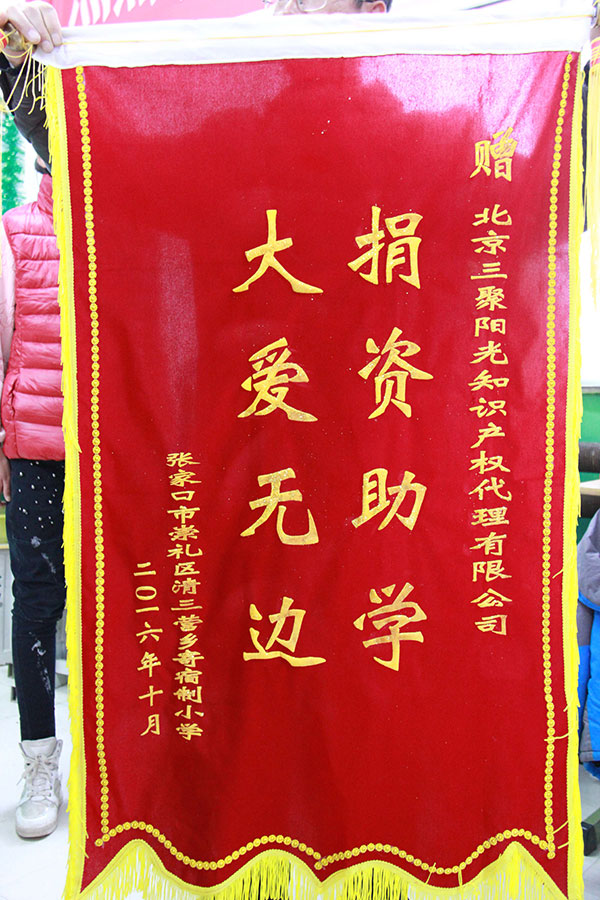 赠
北京三聚阳光知识产权代理有限公司
捐资助学
大爱无边
张家口市崇礼区清三营乡寄宿制小学
二〇一六年十月